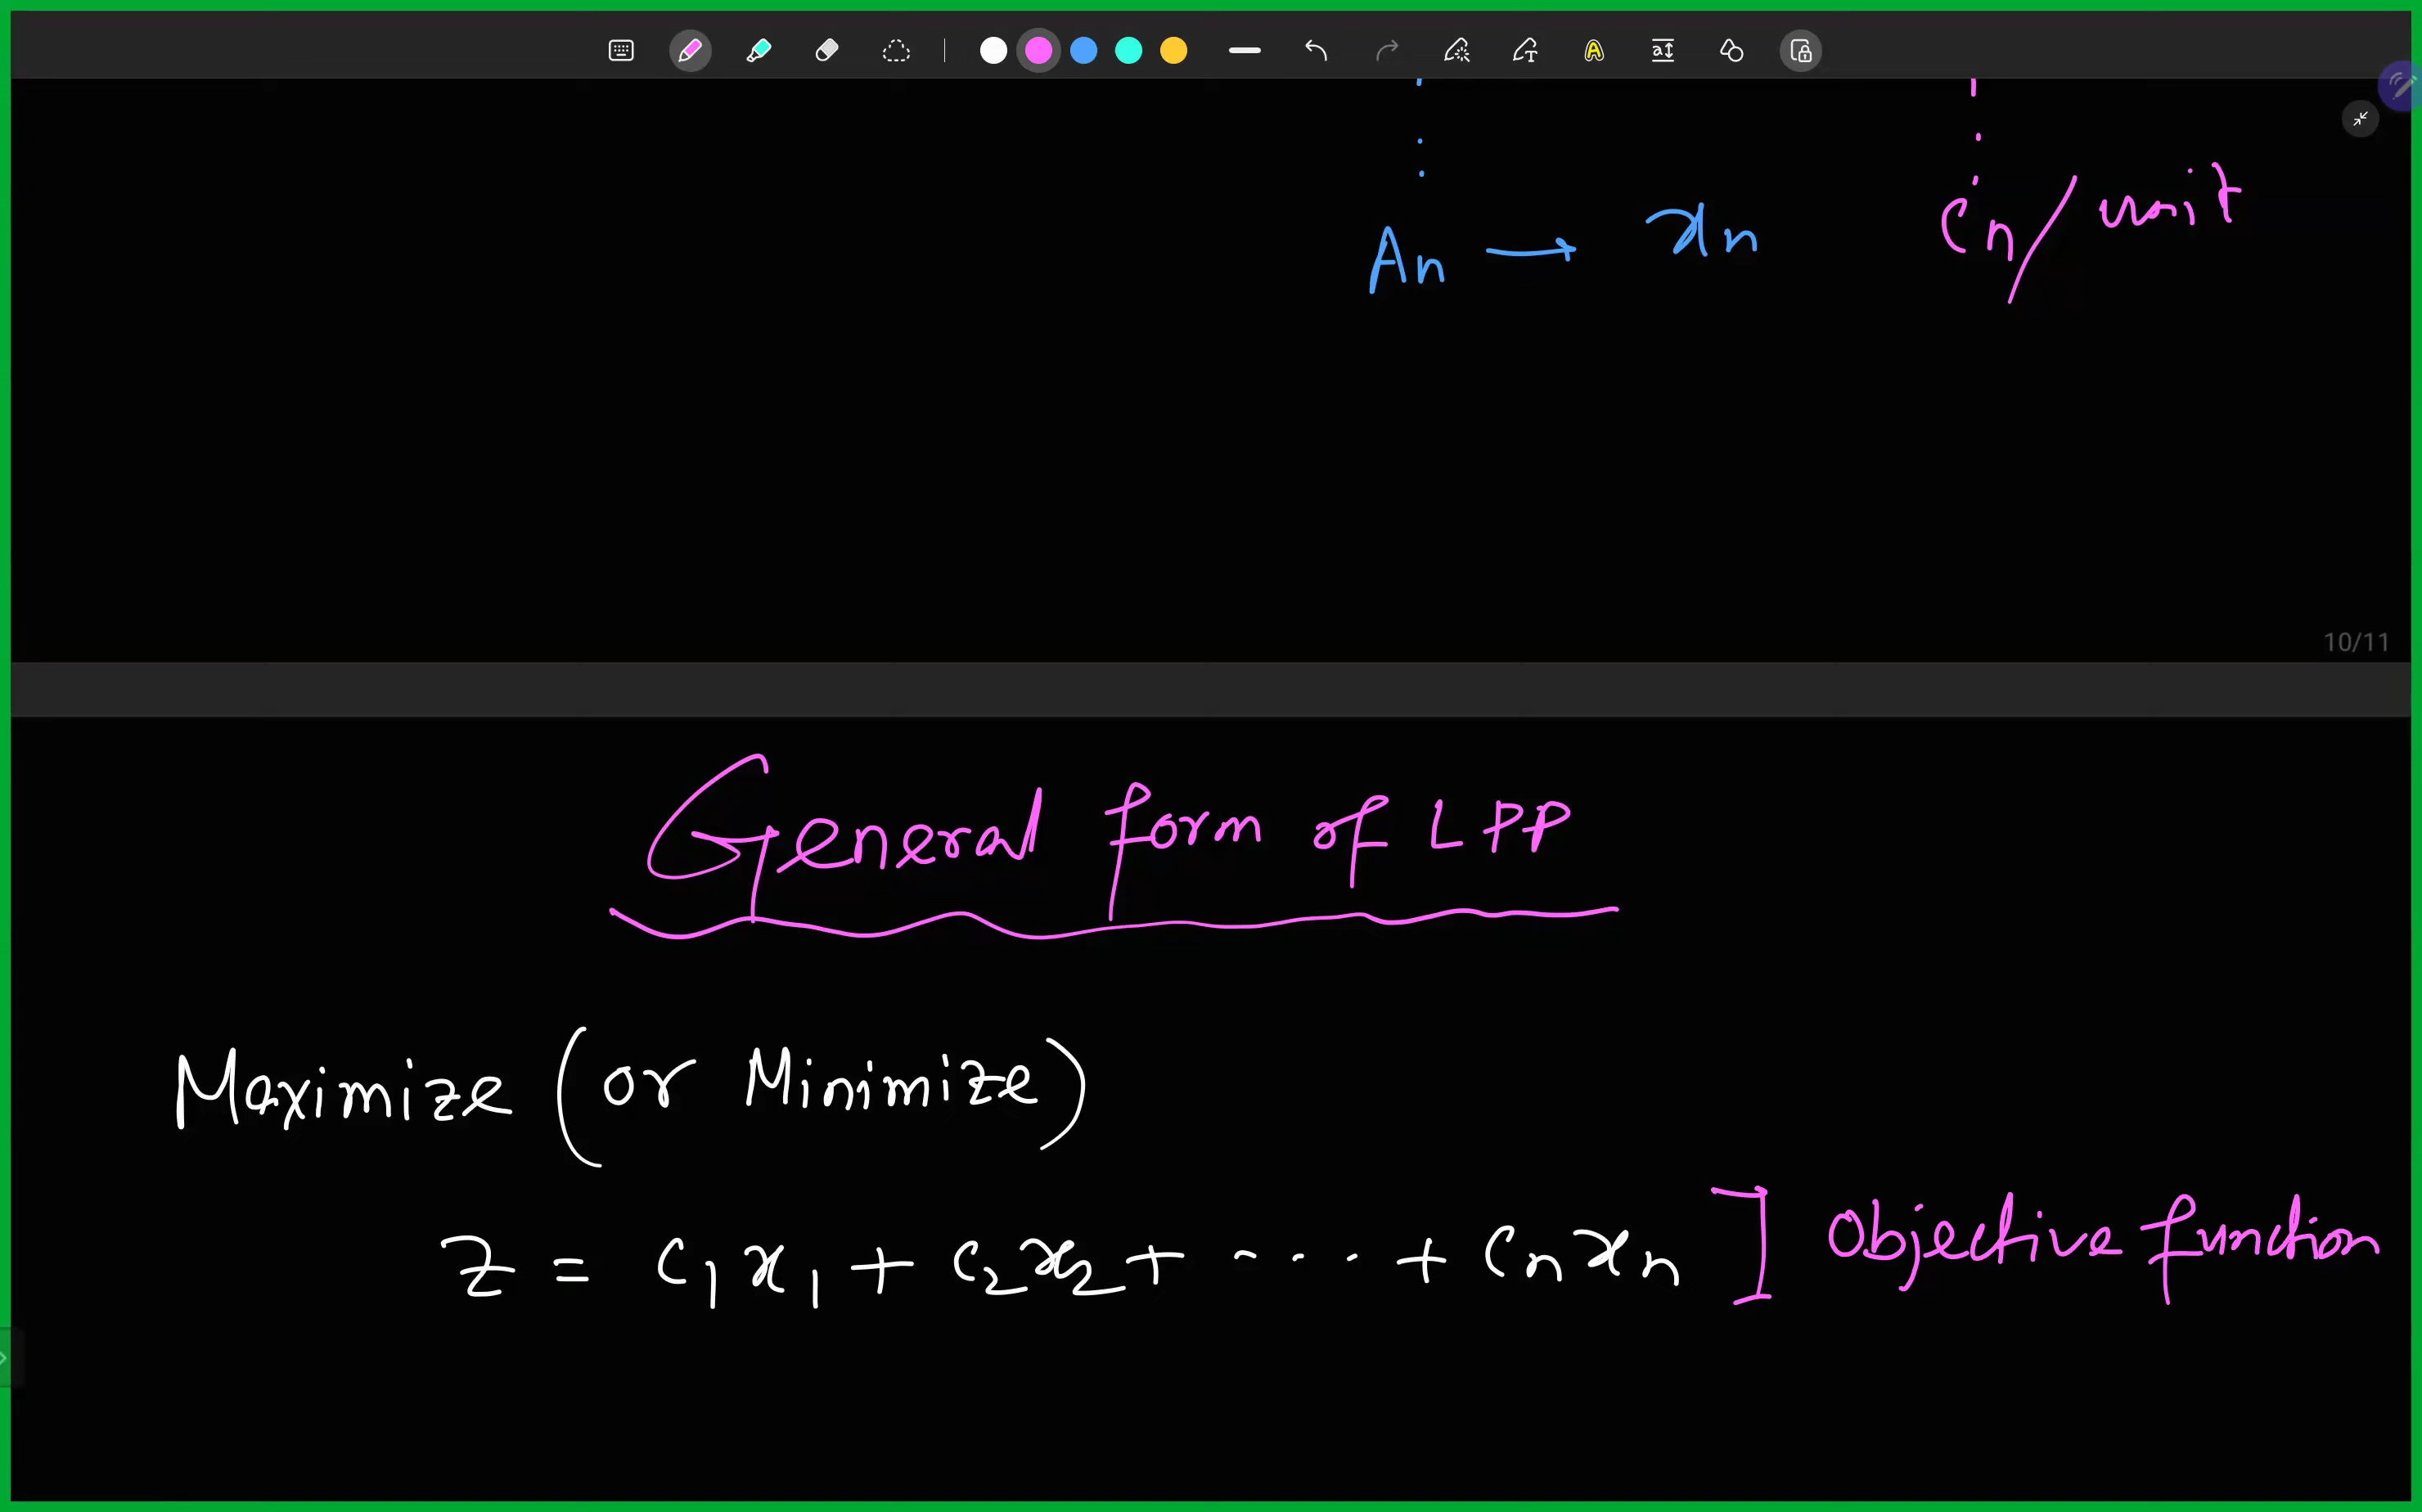 An → xn Cn/unit
10/11
General form of LPP
Maximize (or Minimize)
Z = C1x1 + C2x2 + ... + Cnxn ] Objective function